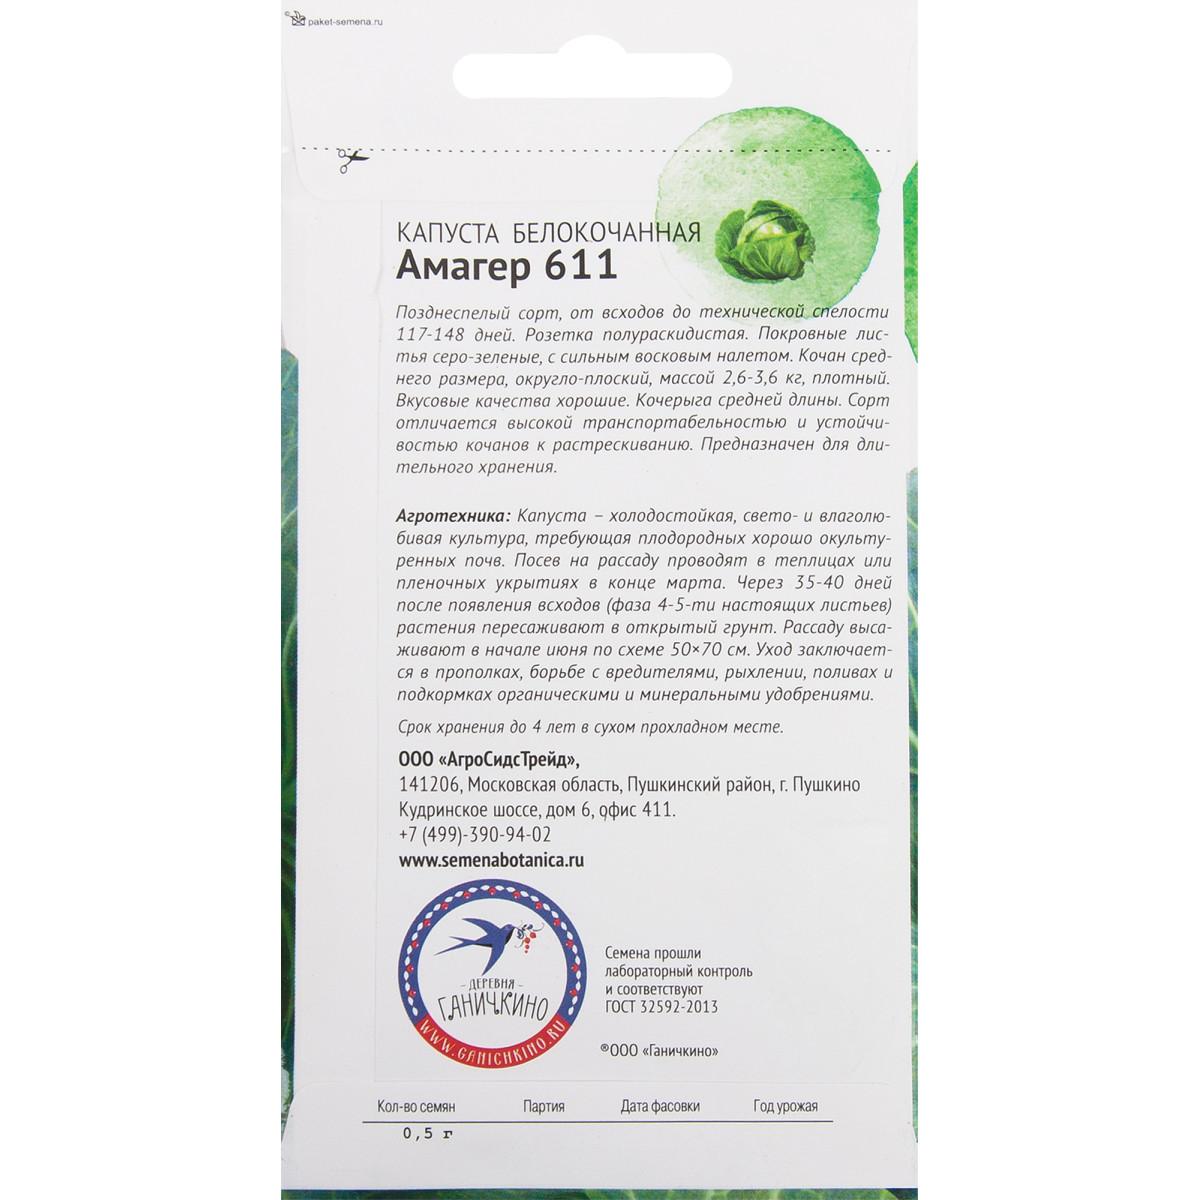 paket-semena.ru
КАПУСТА БЕЛОКОЧАННАЯ
Амагер 611
Позднеспелый сорт, от всходов до технической спелости
117-148 дней. Розетка полураскидистая. Покровные лис-
тья серо-зеленые, с сильным восковым налетом. Кочан сред-
него размера, округло-плоский, массой 2,6-3,6 кг, плотный.
Вкусовые качества хорошие. Кочерыга средней длины. Сорт
отличается высокой транспортабельностью и устойчи-
востью кочанов к растрескиванию. Предназначен для дли-
тельного хранения.
Агротехника: Капуста – холодостойкая, свето- и влаголю-
бивая культура, требующая плодородных хорошо окульту-
ренных почв. Посев на рассаду проводят в теплицах или
пленочных укрытиях в конце марта. Через 35-40 дней
после появления всходов (фаза 4-5-ти настоящих листьев)
растения пересаживают в открытый грунт. Рассаду выса-
живают в начале июня по схеме 50×70 см. Уход заключает-
ся в прополках, борьбе с вредителями, рыхлении, поливах и
подкормках органическими и минеральными удобрениями.
Срок хранения до 4 лет в сухом прохладном месте.
ООО «АгроСидсТрейд»,
141206, Московская область, Пушкинский район, г. Пушкино
Кудринское шоссе, дом 6, офис 411.
+7 (499)-390-94-02
www.semenabotanica.ru
- ДЕРЕВНЯ -
ГАНИЧКИНО
WWW.GANICHKINO.RU
Семена прошли
лабораторный контроль
и соответствуют
ГОСТ 32592-2013
®ООО «Ганичкино»
Кол-во семян Партия Дата фасовки Год урожая
0,5 г